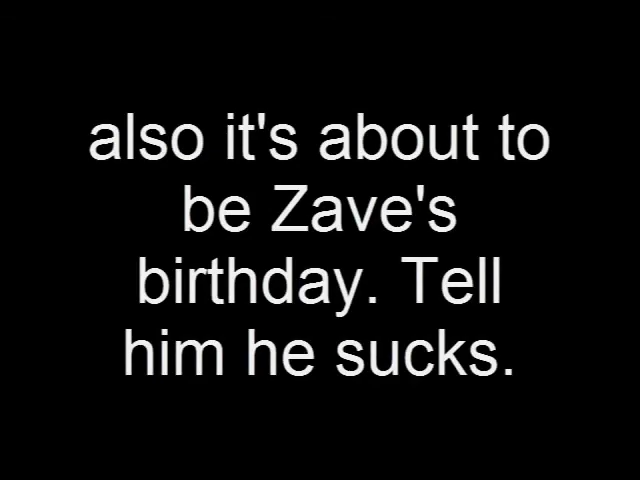 also it's about to
be Zave's
birthday. Tell
him he sucks.